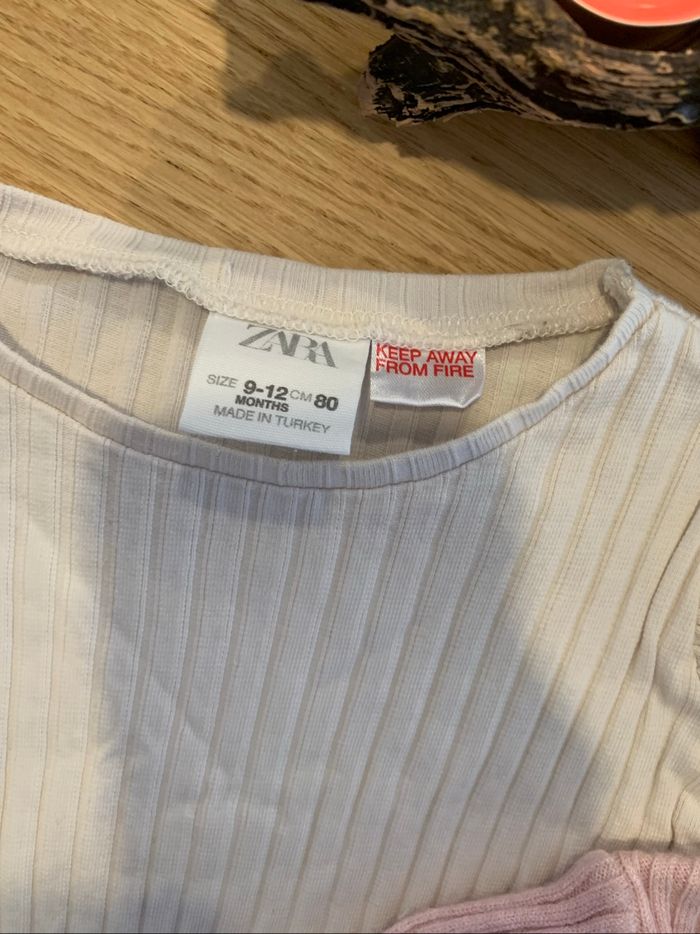 ZARA
SIZE 9-12 CM 80
MONTHS
MADE IN TURKEY
KEEP AWAY
FROM FIRE